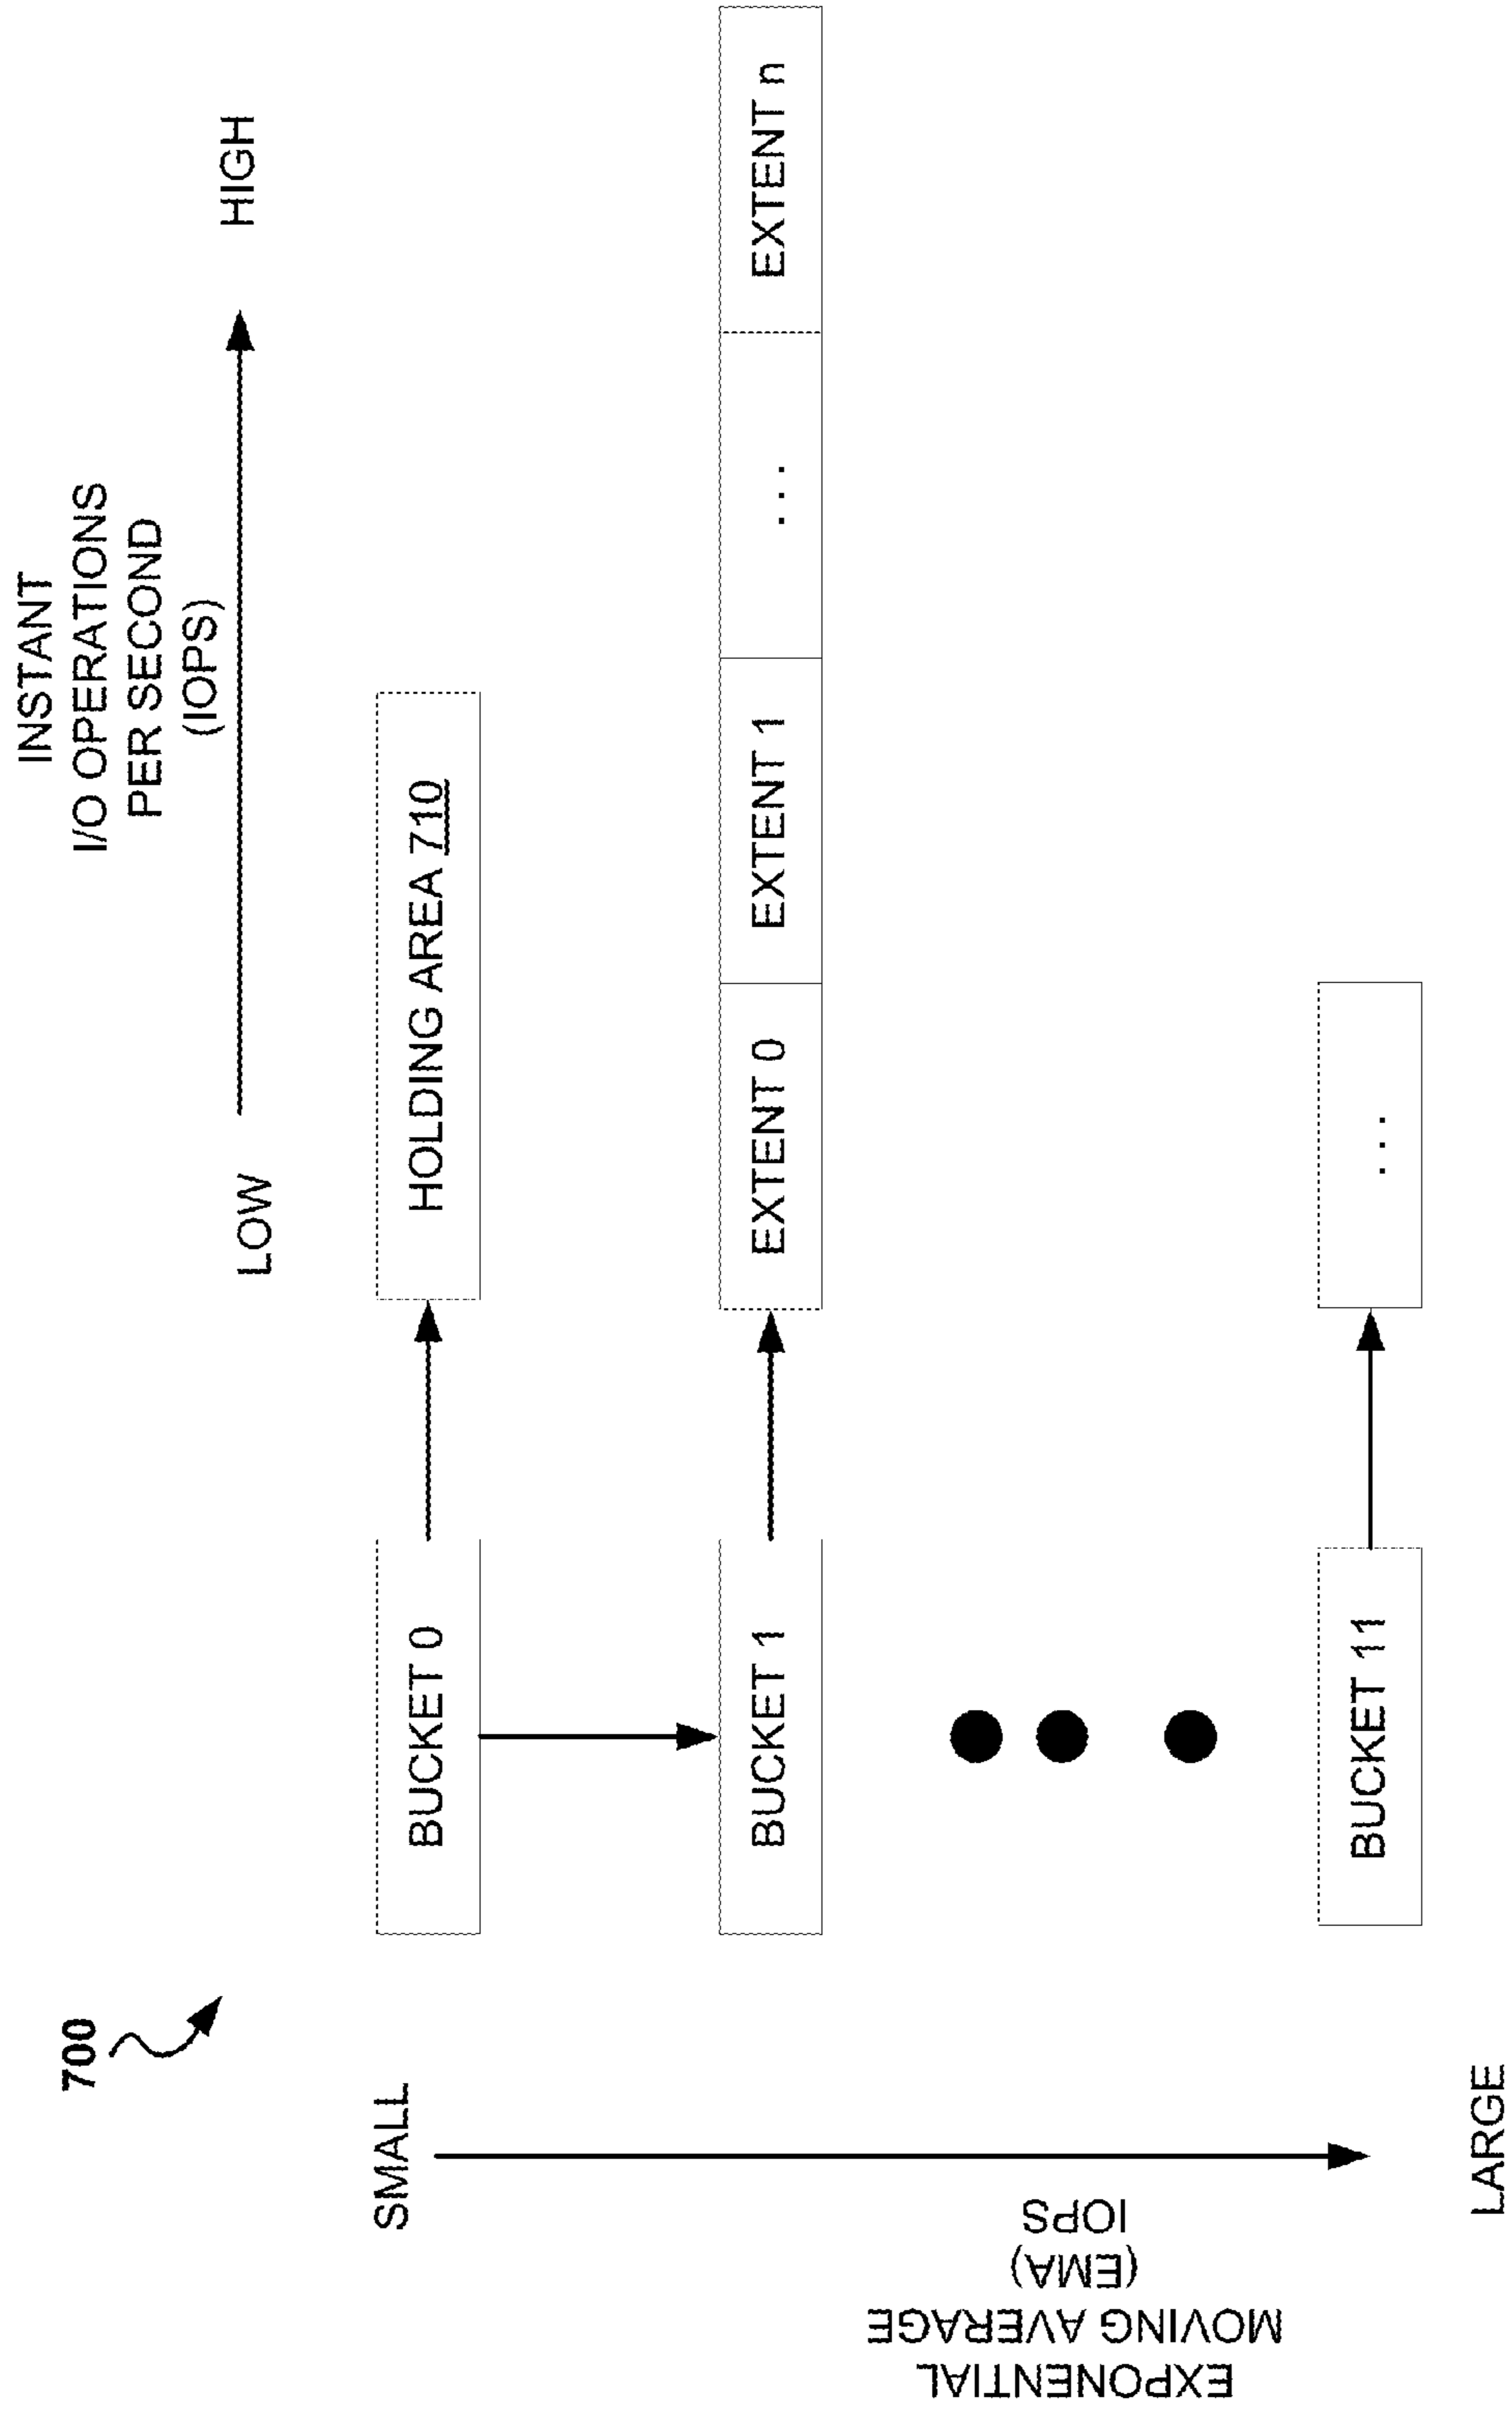 700
INSTANT
I/O OPERATIONS
PER SECOND
(IOPS)
LOW
HIGH
SMALL
BUCKET 0
HOLDING AREA 710
BUCKET 1
EXTENT 0
EXTENT 1
. . .
EXTENT n
EXPONENTIAL
MOVING AVERAGE
(EMA)
IOPS
BUCKET 11
. . .
LARGE